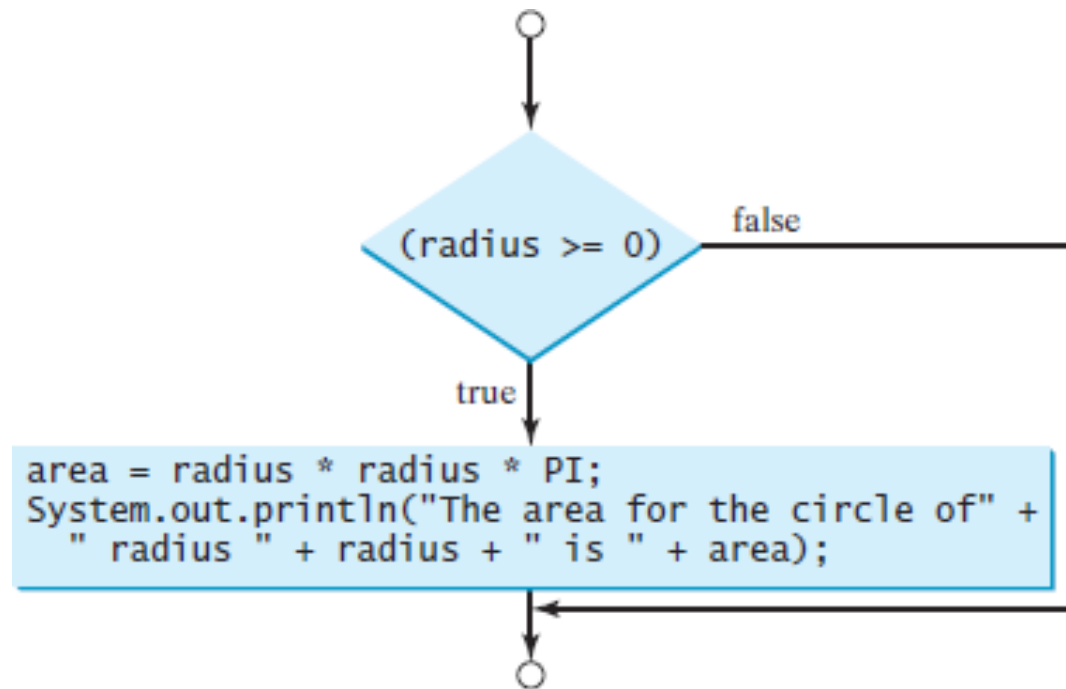 (radius >= 0)
false
true
area = radius * radius * PI;
System.out.println("The area for the circle of" +
" radius " + radius + " is " + area);